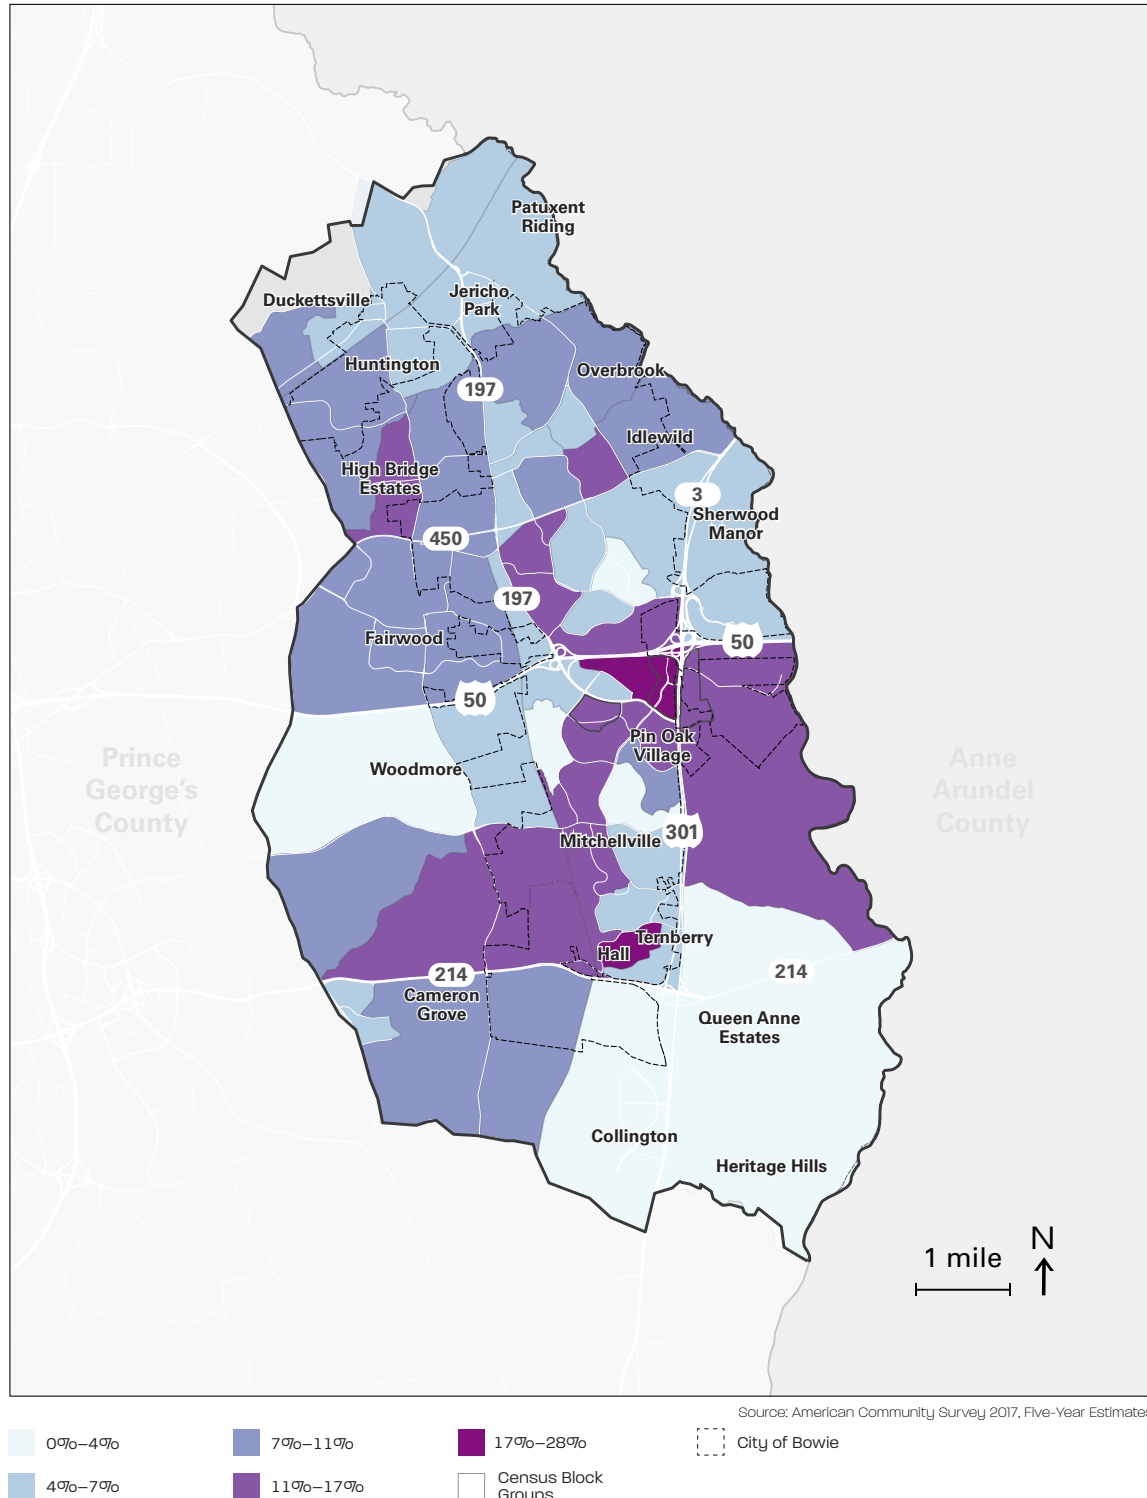 Patuxent
Riding
Duckettsville
Jericho
Park
Huntington
Overbrook
197
Idlewild
High Bridge
Estates
3
Sherwood
Manor
450
197
Fairwood
50
50
Pin Oak
Village
Prince
George's
County
Woodmore
Anne
Arundel
County
Mitchellville
301
Ternberry
Hall
214
214
Cameron
Grove
Queen Anne
Estates
Collington
Heritage Hills
1 mile
N
Source: American Community Survey 2017, Five-Year Estimates
0%–4%
7%–11%
17%–28%
City of Bowie
4%–7%
11%–17%
Census Block
Groups